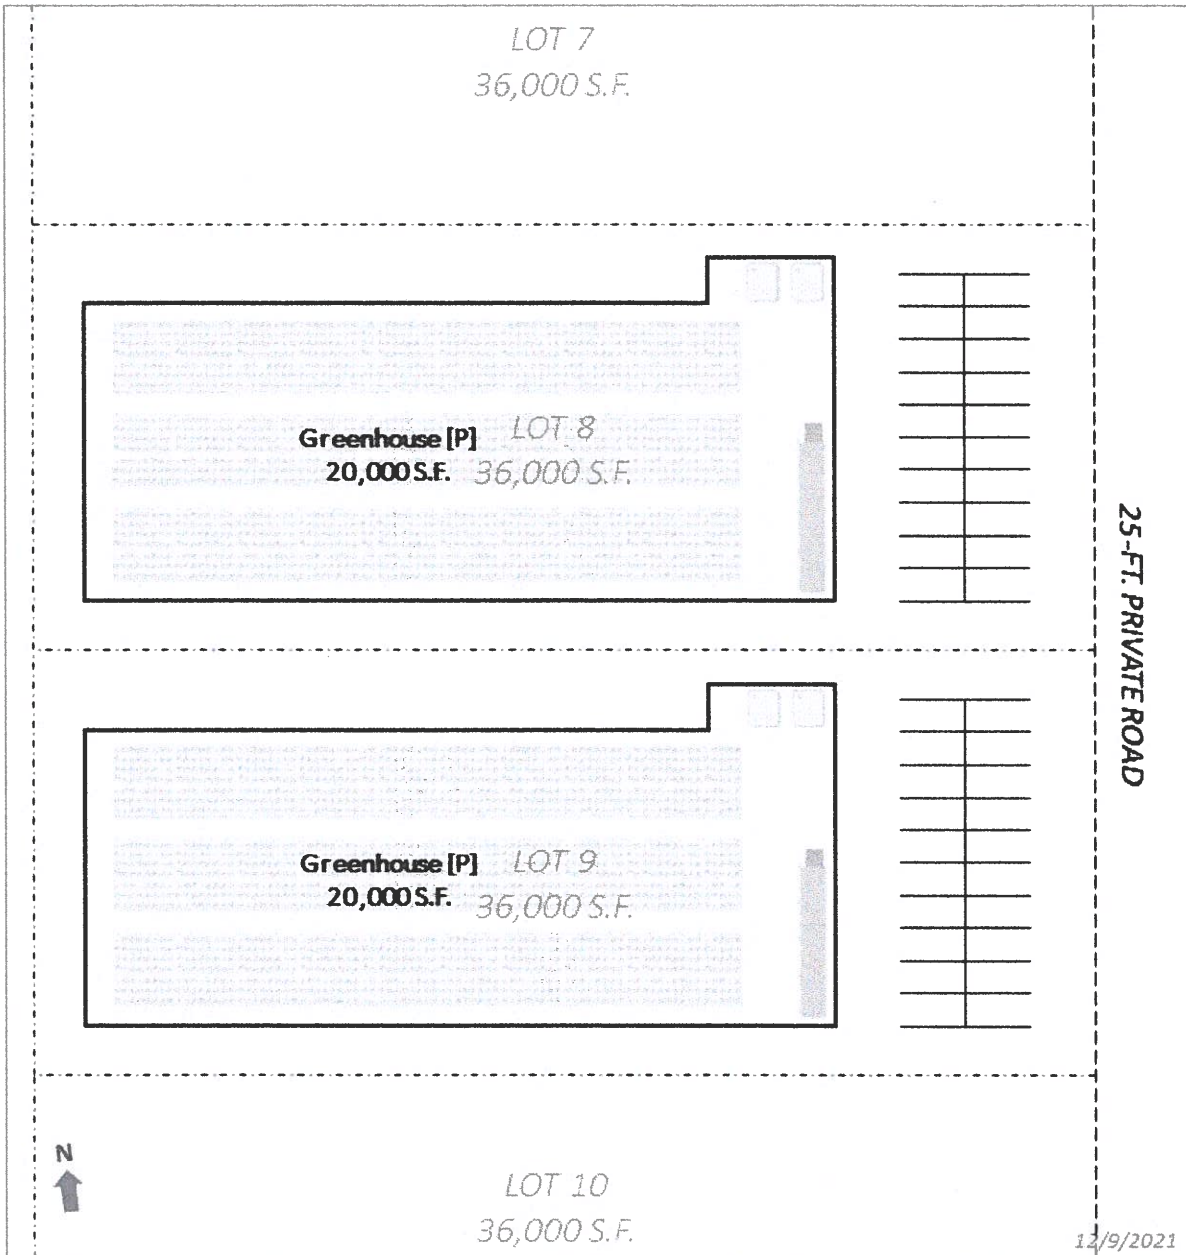 LOT 7
36,000 S.F.
Greenhouse [P]
20,000 S.F.
LOT 8
36,000 S.F.
25-FT. PRIVATE ROAD
Greenhouse [P]
20,000 S.F.
LOT 9
36,000 S.F.
N
LOT 10
36,000 S.F.
12/9/2021